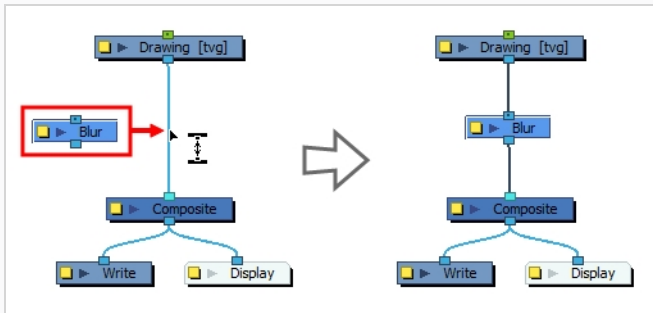 Drawing [tvg]
Blur
Composite
Write
Display
Drawing [tvg]
Blur
Composite
Write
Display